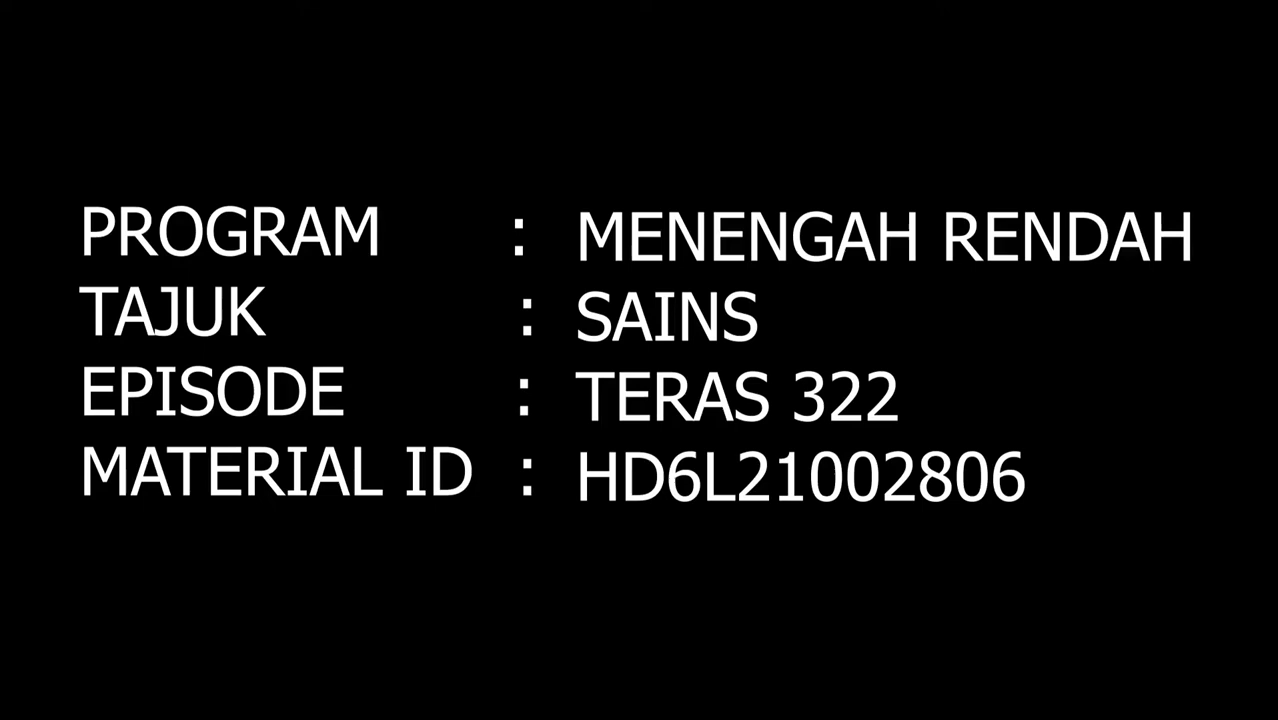 PROGRAM : MENENGAH RENDAH
TAJUK : SAINS
EPISODE : TERAS 322
MATERIAL ID : HD6L21002806